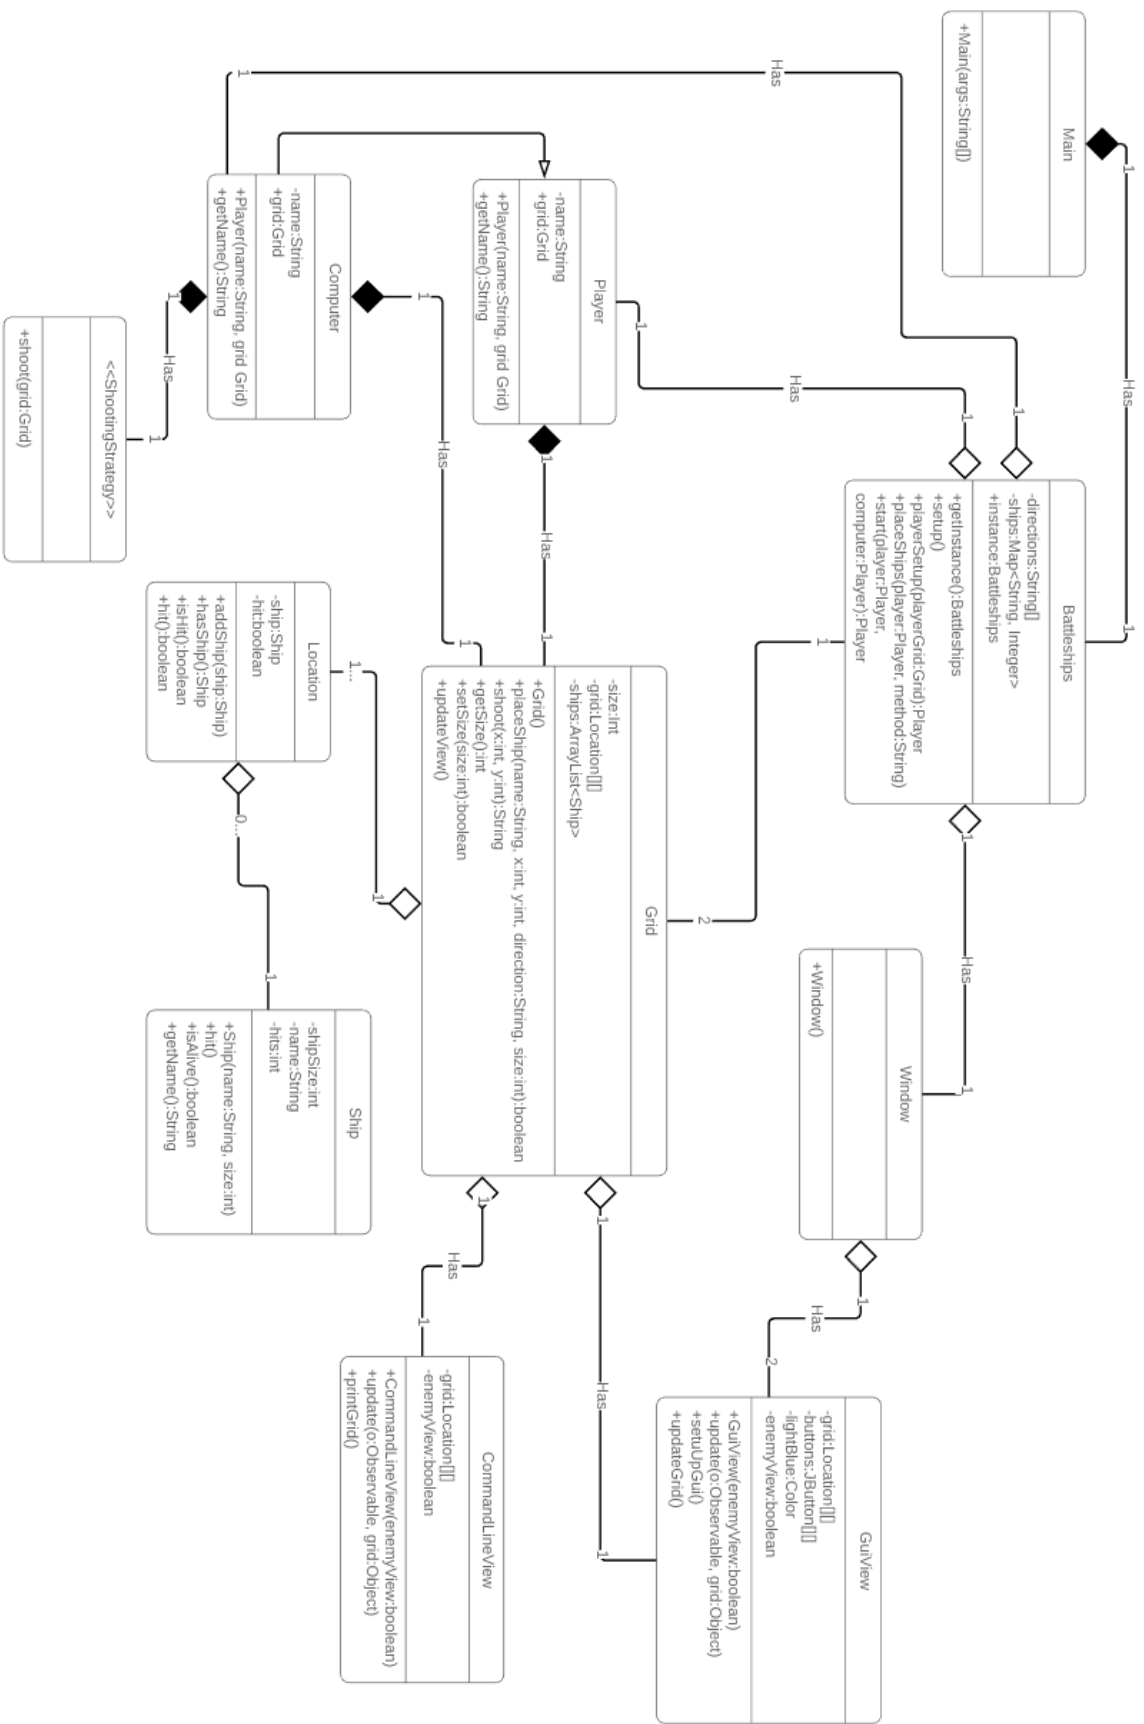 Main
+Main(args:String[])
1
Has
1
Battleships
-directions:String[]
-ships:Map<String, Integer>
+instance:Battleships
+getInstance():Battleships
+setup()
+playerSetup(playerGrid:Grid):Player
+placeShips(player:Player, method:String)
+start(player:Player,
computer:Player):Player
1
Has
1
1
Has
1
1
Has
1
Window
+Window()
1
Has
2
GuiView
-grid:Location[][]
-buttons:JButton[][]
-lightBlue:Color
-enemyView:boolean
+GuiView(enemyView:boolean)
+update(o:Observable, grid:Object)
+setuUpGui()
+updateGrid()
1
2
Player
-name:String
+grid:Grid
+Player(name:String, grid Grid)
+getName():String
1
Has
1
Grid
-size:Int
-grid:Location[][]
-ships:ArrayList<Ship>
+Grid()
+placeShip(name:String, x:int, y:int, direction:String, size:int):boolean
+shoot(x:int, y:int):String
+getSize():int
+setSize(size:int):boolean
+updateView()
1
Has
1
1
Has
1
CommandLineView
-grid:Location[][]
-enemyView:boolean
+CommandLineView(enemyView:boolean)
+update(o:Observable, grid:Object)
+printGrid()
Computer
-name:String
+grid:Grid
+Player(name:String, grid Grid)
+getName():String
1
Has
1
1
Has
1
<<ShootingStrategy>>
+shoot(grid:Grid)
1...
1
Location
-ship:Ship
-hit:boolean
+addShip(ship:Ship)
+hasShip():Ship
+isHit():boolean
+hit():boolean
0...
1
Ship
-shipSize:int
-name:String
-hits:int
+Ship(name:String, size:int)
+hit()
+isAlive():boolean
+getName():String